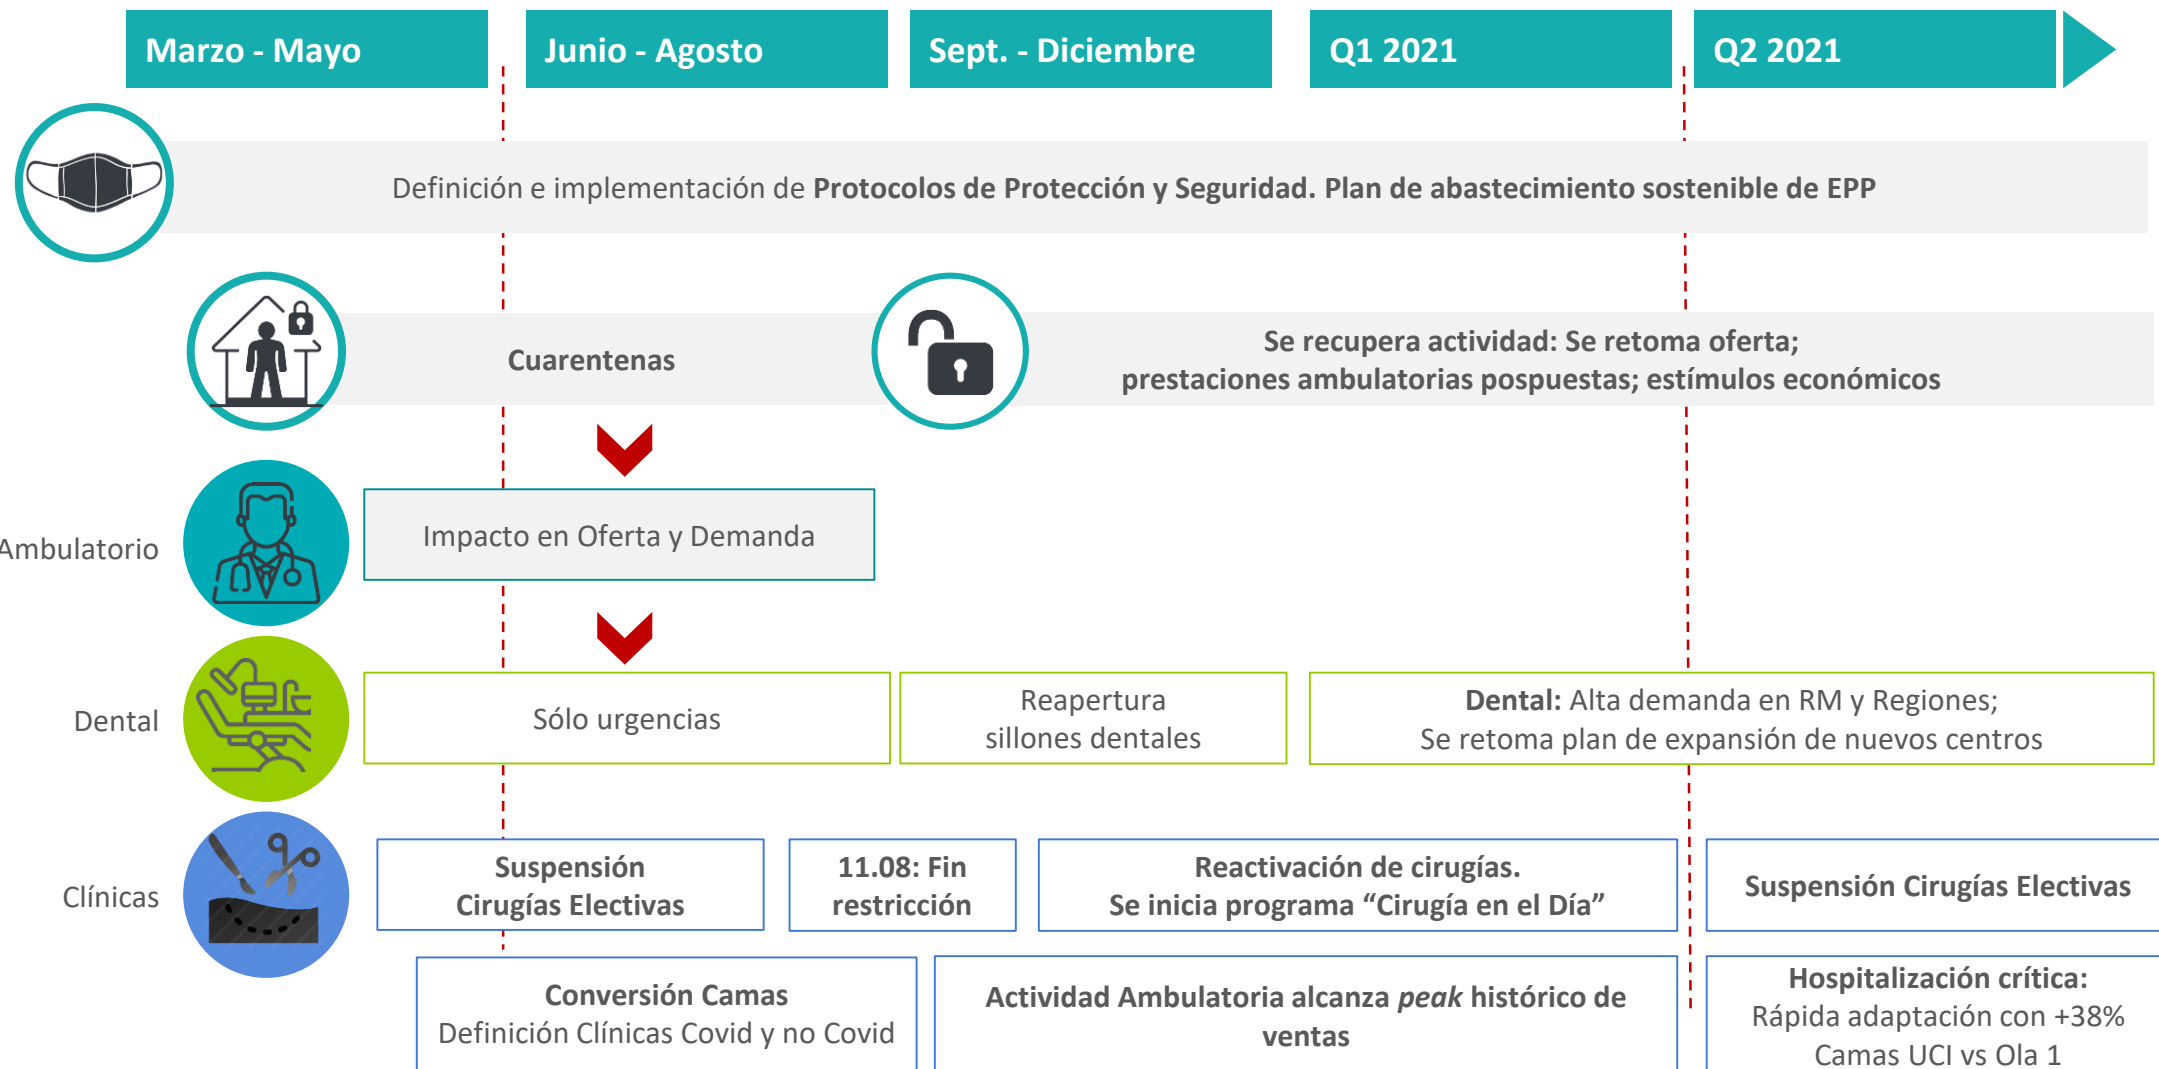 Marzo - Mayo
Junio - Agosto
Sept. - Diciembre
Q1 2021
Q2 2021
Definición e implementación de Protocolos de Protección y Seguridad. Plan de abastecimiento sostenible de EPP
Cuarentenas
Se recupera actividad: Se retoma oferta;
prestaciones ambulatorias pospuestas; estímulos económicos
Ambulatorio
Impacto en Oferta y Demanda
Dental
Sólo urgencias
Reapertura
sillones dentales
Dental: Alta demanda en RM y Regiones;
Se retoma plan de expansión de nuevos centros
Clínicas
Suspensión
Cirugías Electivas
11.08: Fin
restricción
Reactivación de cirugías.
Se inicia programa “Cirugía en el Día”
Suspensión Cirugías Electivas
Conversión Camas
Definición Clínicas Covid y no Covid
Actividad Ambulatoria alcanza peak histórico de
ventas
Hospitalización crítica:
Rápida adaptación con +38%
Camas UCI vs Ola 1